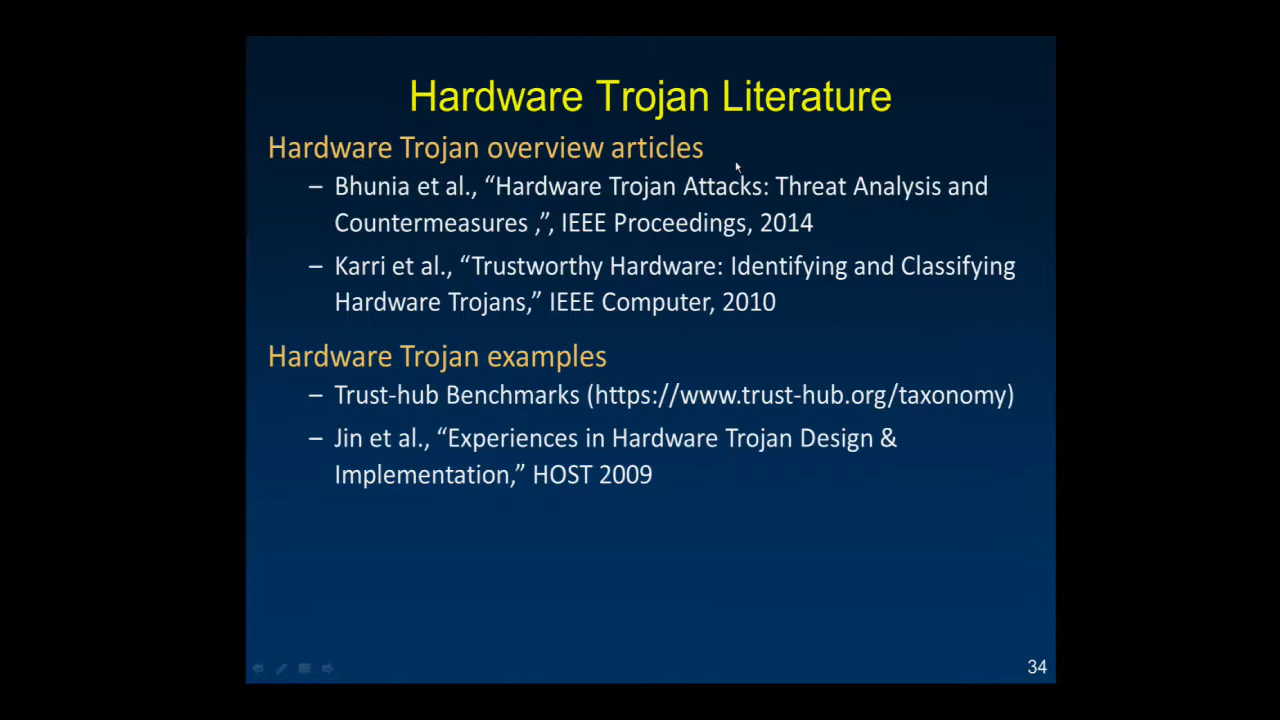 Hardware Trojan Literature
Hardware Trojan overview articles
– Bhunia et al., “Hardware Trojan Attacks: Threat Analysis and
Countermeasures ,”, IEEE Proceedings, 2014
– Karri et al., “Trustworthy Hardware: Identifying and Classifying
Hardware Trojans,” IEEE Computer, 2010
Hardware Trojan examples
– Trust-hub Benchmarks (https://www.trust-hub.org/taxonomy)
– Jin et al., “Experiences in Hardware Trojan Design &
Implementation,” HOST 2009
34